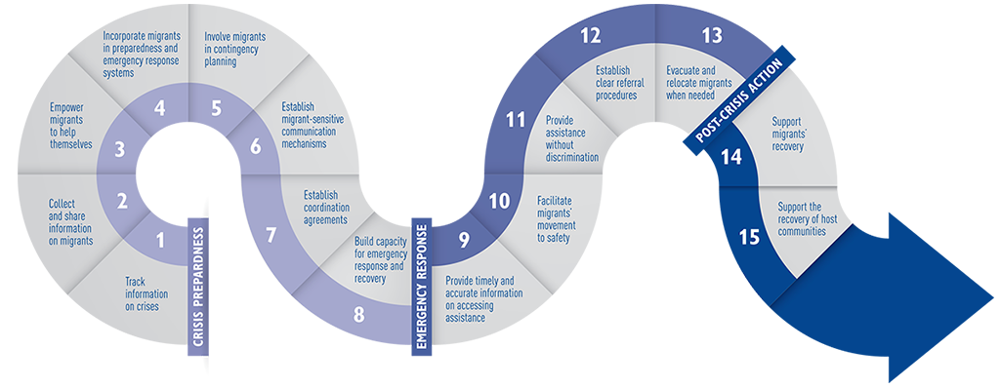 CRISIS PREPARDNESS
1
Track
information
on crises
2
Collect
and share
information
on migrants
3
Empower
migrants
to help
themselves
4
Incorporate migrants
in preparedness and
emergency response
systems
5
Involve migrants
in contingency
planning
6
Establish
migrant-sensitive
communication
mechanisms
7
Establish
coordination
agreements
8
Build capacity
for emergency
response and
recovery
EMERGENCY RESPONSE
9
Provide timely and
accurate information
on accessing
assistance
10
Facilitate
migrants'
movement
to safety
11
Provide
assistance
without
discrimination
12
Establish
clear referral
procedures
13
Evacuate and
relocate migrants
when needed
POST-CRISIS ACTION
14
Support
migrants'
recovery
15
Support the
recovery of host
communities